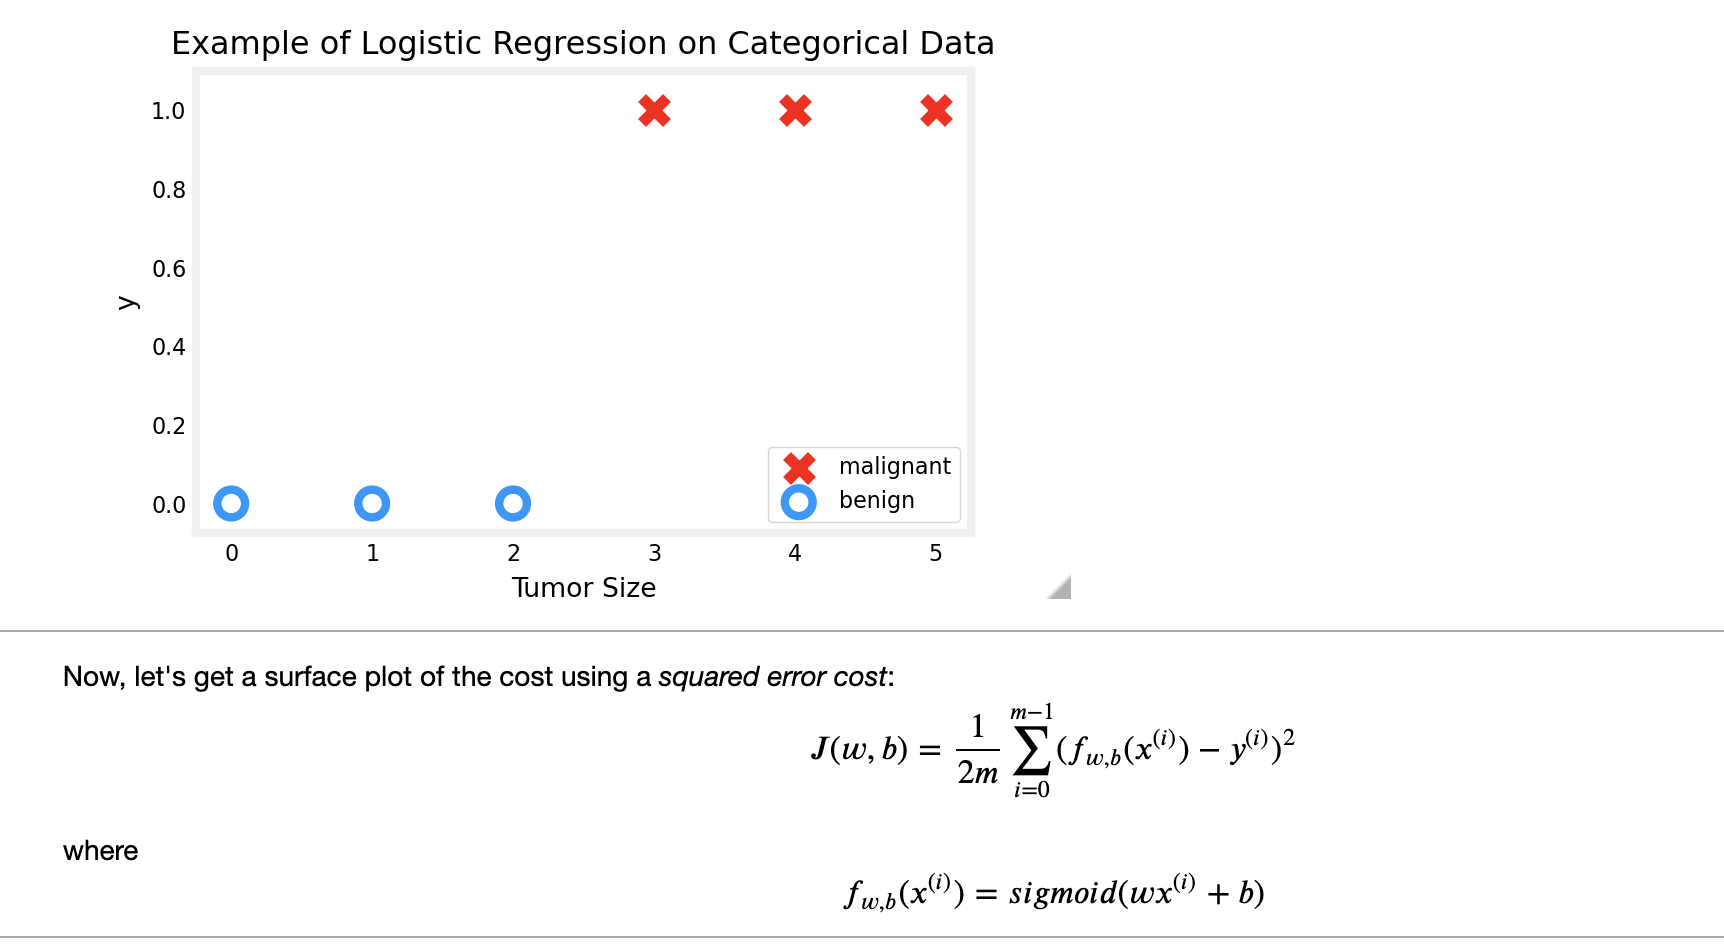 Example of Logistic Regression on Categorical Data
1.0
0.8
0.6
0.4
0.2
0.0
y
malignant
benign
0 1 2 3 4 5
Tumor Size
Now, let's get a surface plot of the cost using a squared error cost:
J(w, b) = \frac{1}{2m} \sum_{i=0}^{m-1} (f_{w,b}(x^{(i)}) - y^{(i)})^2
where
f_{w,b}(x^{(i)}) = sigmoid(wx^{(i)} + b)